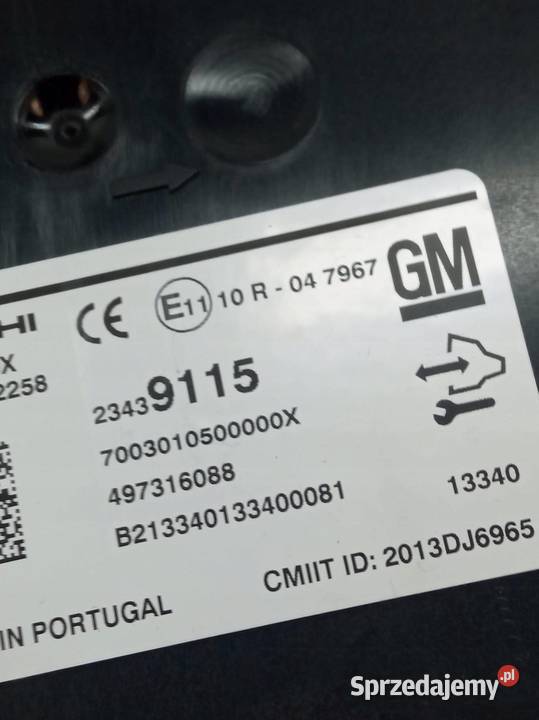 HI CE E11 10 R - 04 7967 GM
X
2258
23439115
7003010500000X
497316088
B213340133400081 13340
CMIIT ID: 2013DJ6965
IN PORTUGAL
Sprzedajemy.pl